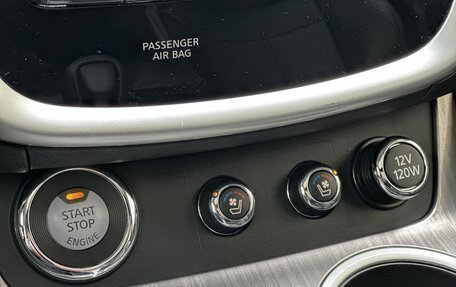 PASSENGER
AIR BAG
START
STOP
ENGINE
12V
120W